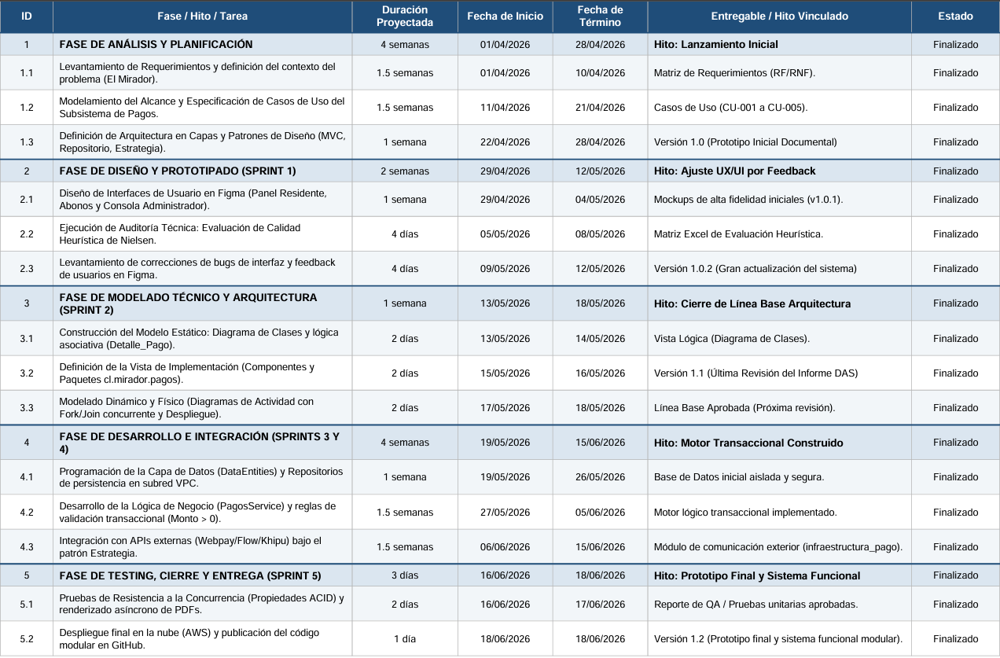 ID Fase / Hito / Tarea Duración Proyectada Fecha de Inicio Fecha de Término Entregable / Hito Vinculado Estado
1 FASE DE ANÁLISIS Y PLANIFICACIÓN 4 semanas 01/04/2026 28/04/2026 Hito: Lanzamiento Inicial Finalizado
1.1 Levantamiento de Requerimientos y definición del contexto del problema (El Mirador). 1.5 semanas 01/04/2026 10/04/2026 Matriz de Requerimientos (RF/RNF). Finalizado
1.2 Modelamiento del Alcance y Especificación de Casos de Uso del Subsistema de Pagos. 1.5 semanas 11/04/2026 21/04/2026 Casos de Uso (CU-001 a CU-005). Finalizado
1.3 Definición de Arquitectura en Capas y Patrones de Diseño (MVC, Repositorio, Estrategia). 1 semana 22/04/2026 28/04/2026 Versión 1.0 (Prototipo Inicial Documental) Finalizado
2 FASE DE DISEÑO Y PROTOTIPADO (SPRINT 1) 2 semanas 29/04/2026 12/05/2026 Hito: Ajuste UX/UI por Feedback Finalizado
2.1 Diseño de Interfaces de Usuario en Figma (Panel Residente, Abonos y Consola Administrador). 1 semana 29/04/2026 04/05/2026 Mockups de alta fidelidad iniciales (v1.0.1). Finalizado
2.2 Ejecución de Auditoría Técnica: Evaluación de Calidad Heurística de Nielsen. 4 días 05/05/2026 08/05/2026 Matriz Excel de Evaluación Heurística. Finalizado
2.3 Levantamiento de correcciones de bugs de interfaz y feedback de usuarios en Figma. 4 días 09/05/2026 12/05/2026 Versión 1.0.2 (Gran actualización del sistema) Finalizado
3 FASE DE MODELADO TÉCNICO Y ARQUITECTURA (SPRINT 2) 1 semana 13/05/2026 18/05/2026 Hito: Cierre de Línea Base Arquitectura Finalizado
3.1 Construcción del Modelo Estático: Diagrama de Clases y lógica asociativa (Detalle_Pago). 2 días 13/05/2026 14/05/2026 Vista Lógica (Diagrama de Clases). Finalizado
3.2 Definición de la Vista de Implementación (Componentes y Paquetes cl.mirador.pagos). 2 días 15/05/2026 16/05/2026 Versión 1.1 (Última Revisión del Informe DAS) Finalizado
3.3 Modelado Dinámico y Físico (Diagramas de Actividad con Fork/Join concurrente y Despliegue). 2 días 17/05/2026 18/05/2026 Línea Base Aprobada (Próxima revisión). Finalizado
4 FASE DE DESARROLLO E INTEGRACIÓN (SPRINTS 3 Y 4) 4 semanas 19/05/2026 15/06/2026 Hito: Motor Transaccional Construido Finalizado
4.1 Programación de la Capa de Datos (DataEntities) y Repositorios de persistencia en subred VPC. 1 semana 19/05/2026 26/05/2026 Base de Datos inicial aislada y segura. Finalizado
4.2 Desarrollo de la Lógica de Negocio (PagosService) y reglas de validación transaccional (Monto > 0). 1.5 semanas 27/05/2026 05/06/2026 Motor lógico transaccional implementado. Finalizado
4.3 Integración con APIs externas (Webpay/Flow/Khipu) bajo el patrón Estrategia. 1.5 semanas 06/06/2026 15/06/2026 Módulo de comunicación exterior (infraestructura_pago). Finalizado
5 FASE DE TESTING, CIERRE Y ENTREGA (SPRINT 5) 3 días 16/06/2026 18/06/2026 Hito: Prototipo Final y Sistema Funcional Finalizado
5.1 Pruebas de Resistencia a la Concurrencia (Propiedades ACID) y renderizado asíncrono de PDFs. 2 días 16/06/2026 17/06/2026 Reporte de QA / Pruebas unitarias aprobadas. Finalizado
5.2 Despliegue final en la nube (AWS) y publicación del código modular en GitHub. 1 día 18/06/2026 18/06/2026 Versión 1.2 (Prototipo final y sistema funcional modular). Finalizado